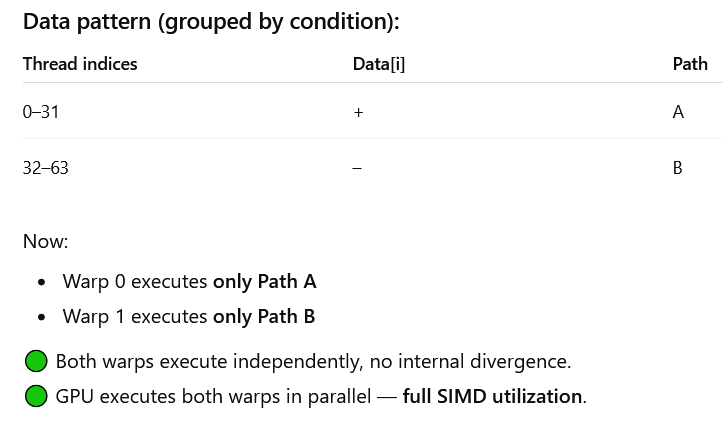 Data pattern (grouped by condition):
Thread indices Data[i] Path
0–31 + A
32–63 – B
Now:
• Warp 0 executes only Path A
• Warp 1 executes only Path B
Both warps execute independently, no internal divergence.
GPU executes both warps in parallel — full SIMD utilization.